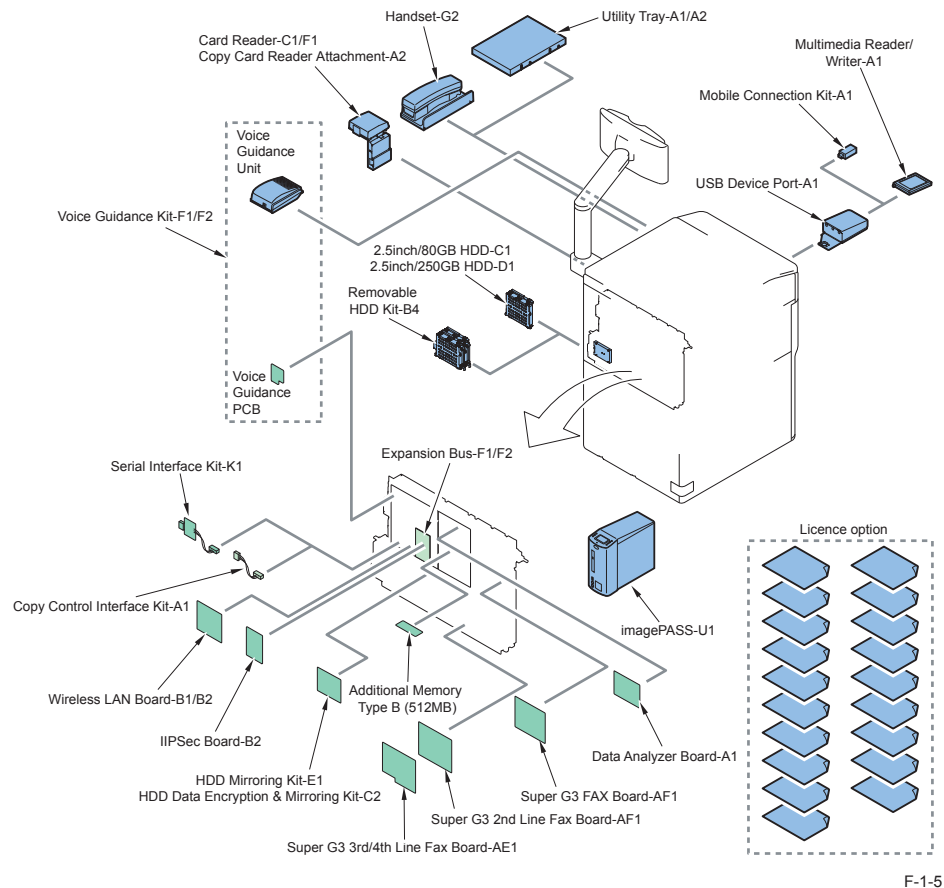 Handset-G2
Utility Tray-A1/A2
Card Reader-C1/F1
Copy Card Reader Attachment-A2
Multimedia Reader/
Writer-A1
Mobile Connection Kit-A1
Voice
Guidance
Unit
USB Device Port-A1
Voice Guidance Kit-F1/F2
2.5inch/80GB HDD-C1
2.5inch/250GB HDD-D1
Removable
HDD Kit-B4
Voice
Guidance
PCB
Expansion Bus-F1/F2
Serial Interface Kit-K1
Licence option
Copy Control Interface Kit-A1
imagePASS-U1
Wireless LAN Board-B1/B2
Additional Memory
Type B (512MB)
IIPSec Board-B2
Data Analyzer Board-A1
HDD Mirroring Kit-E1
HDD Data Encryption & Mirroring Kit-C2
Super G3 FAX Board-AF1
Super G3 2nd Line Fax Board-AF1
Super G3 3rd/4th Line Fax Board-AE1
F-1-5